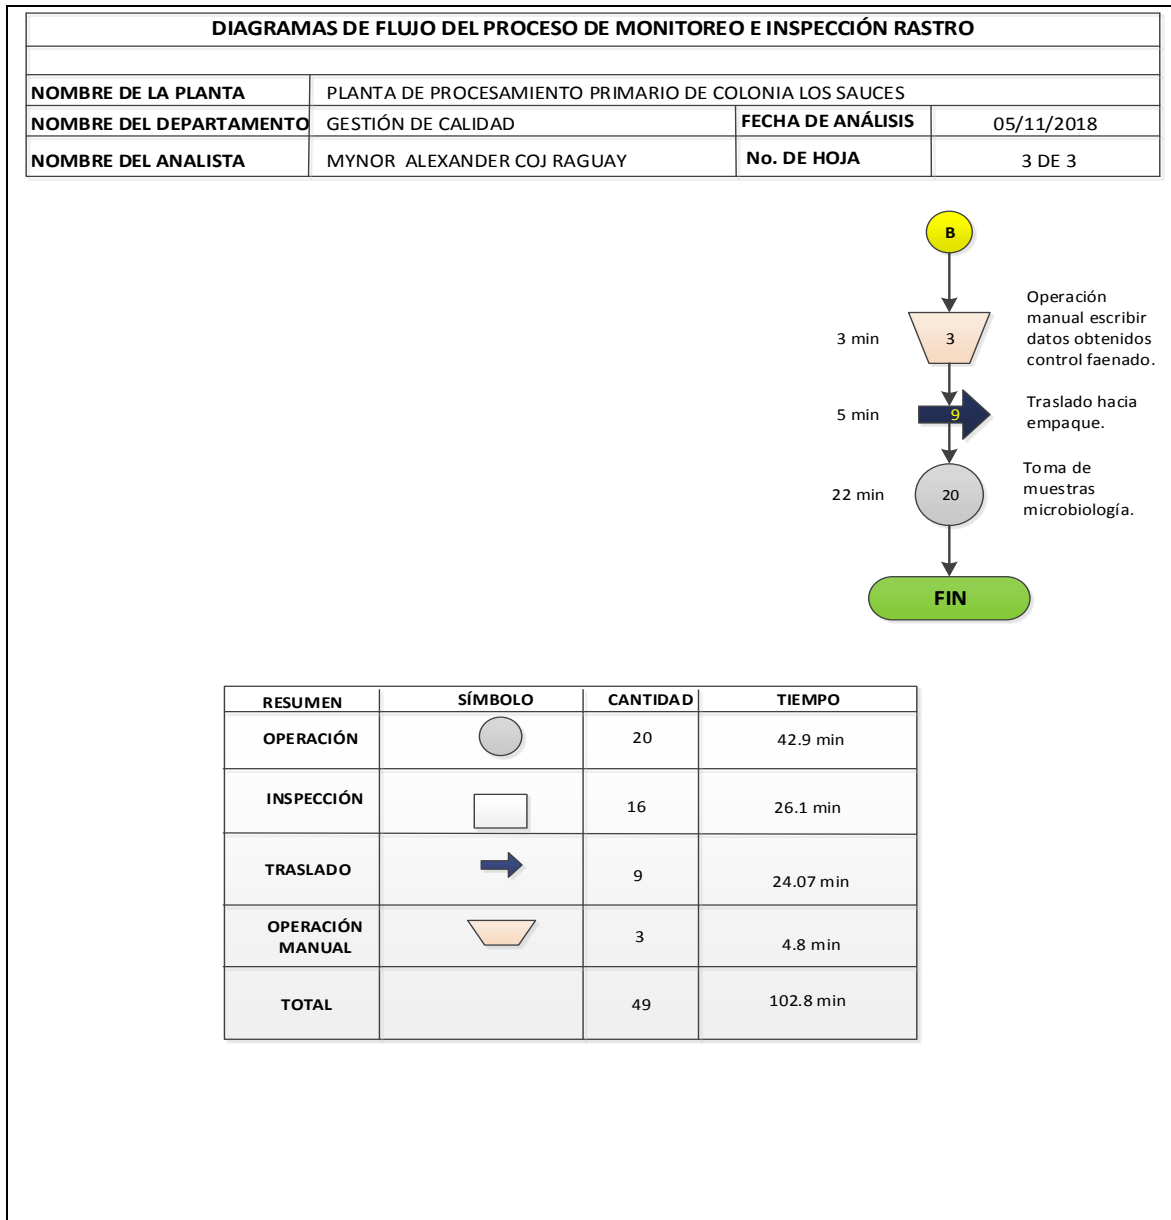 DIAGRAMAS DE FLUJO DEL PROCESO DE MONITOREO E INSPECCIÓN RASTRO
NOMBRE DE LA PLANTA PLANTA DE PROCESAMIENTO PRIMARIO DE COLONIA LOS SAUCES
NOMBRE DEL DEPARTAMENTO GESTIÓN DE CALIDAD FECHA DE ANÁLISIS 05/11/2018
NOMBRE DEL ANALISTA MYNOR ALEXANDER COJ RAGUAY No. DE HOJA 3 DE 3
B
3 min
3
Operación
manual escribir
datos obtenidos
control faenado.
5 min
9
Traslado hacia
empaque.
22 min
20
Toma de
muestras
microbiología.
FIN
RESUMEN SÍMBOLO CANTIDAD TIEMPO
OPERACIÓN 20 42.9 min
INSPECCIÓN 16 26.1 min
TRASLADO 9 24.07 min
OPERACIÓN
MANUAL 3 4.8 min
TOTAL 49 102.8 min